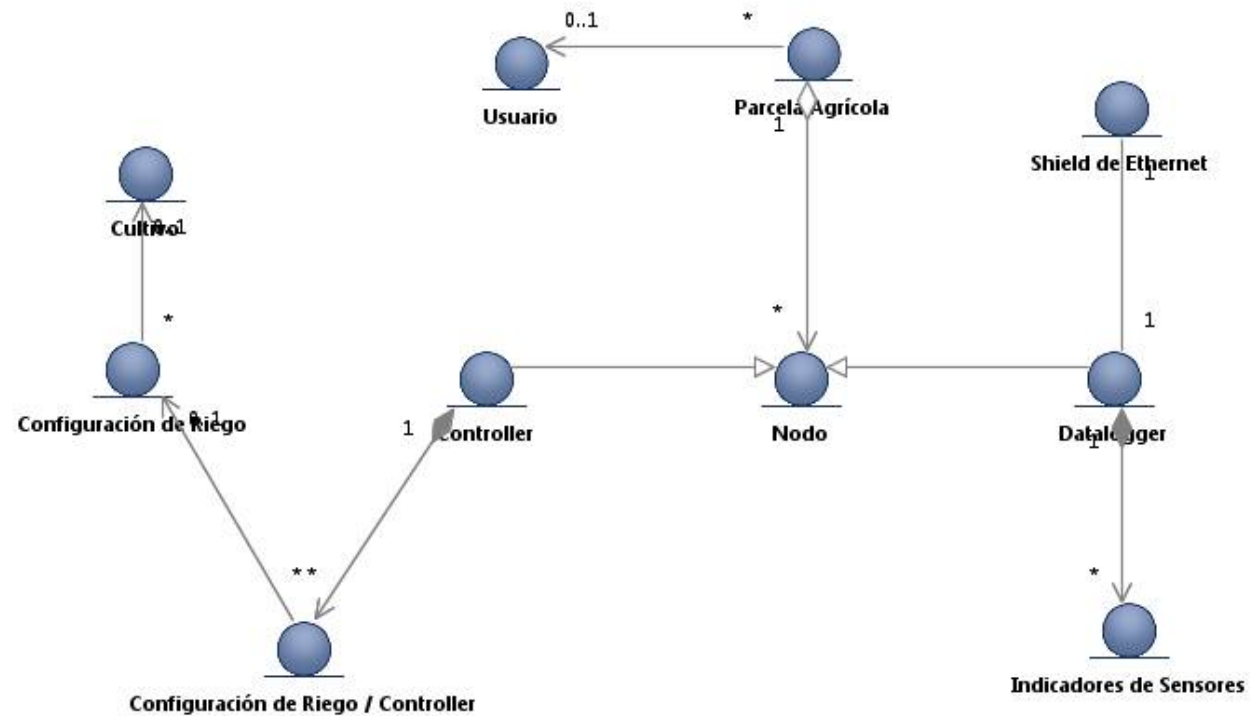 0..1
*
Usuario
Parcela Agrícola
1
Shield de Ethernet
1
Cultivo
0..1
*
*
1
Configuración de Riego
0..1
1
Controller
Nodo
Datalogger
1
* *
*
Configuración de Riego / Controller
Indicadores de Sensores